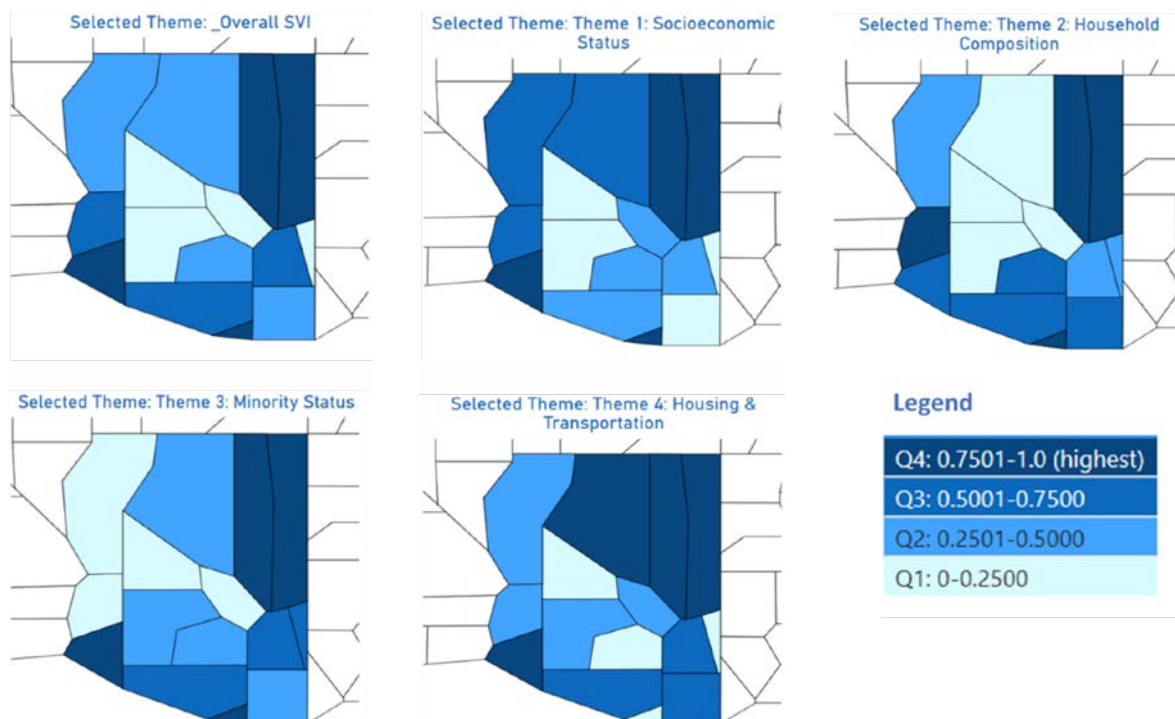 Selected Theme: _Overall SVI
Selected Theme: Theme 1: Socioeconomic
Status
Selected Theme: Theme 2: Household
Composition
Selected Theme: Theme 3: Minority Status
Selected Theme: Theme 4: Housing &
Transportation
Legend
Q4: 0.7501-1.0 (highest)
Q3: 0.5001-0.7500
Q2: 0.2501-0.5000
Q1: 0-0.2500